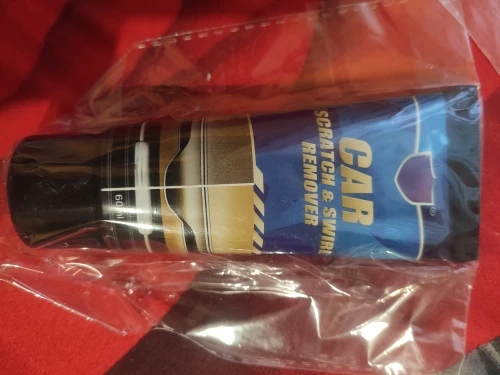 CAR
SCRATCH & SWIRL
REMOVER
60ml